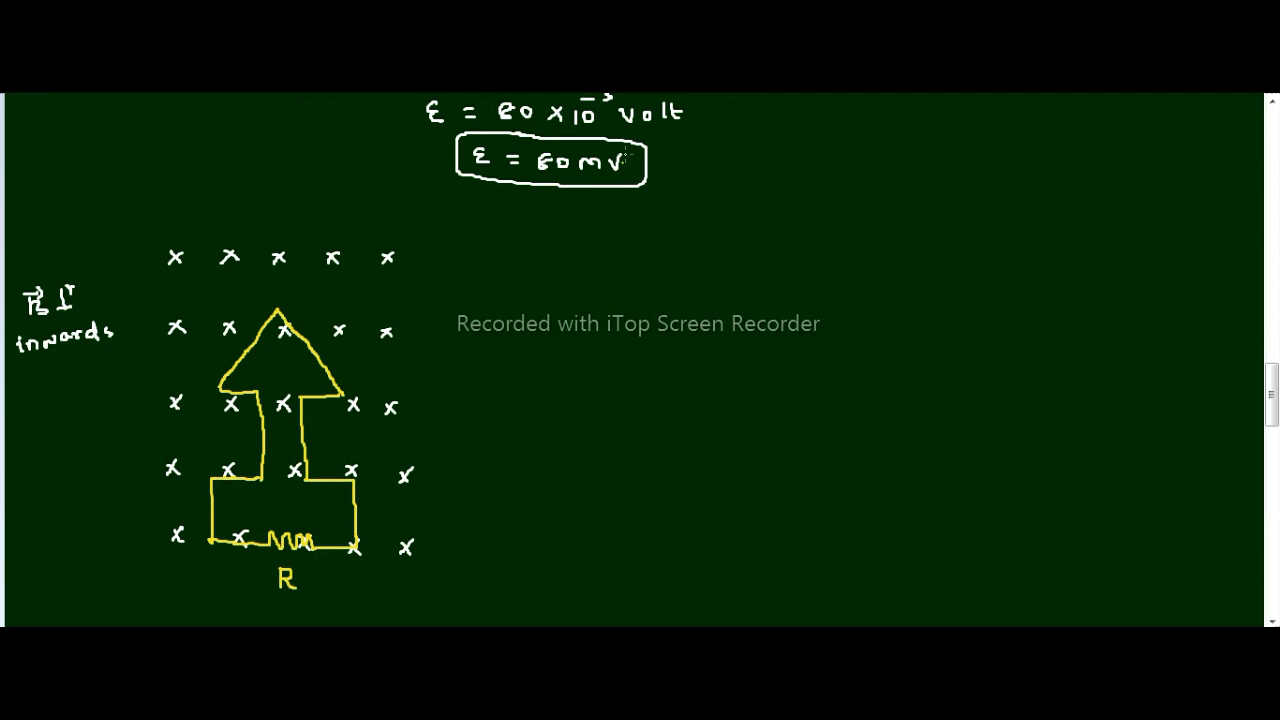 ε = 80 × 10⁻³ volt
ε = 80 mv
x x x x x
B⃗ ⊥r
inwards
x x x x x
Recorded with iTop Screen Recorder
x x x x x
x x x x x
x x x x x
R